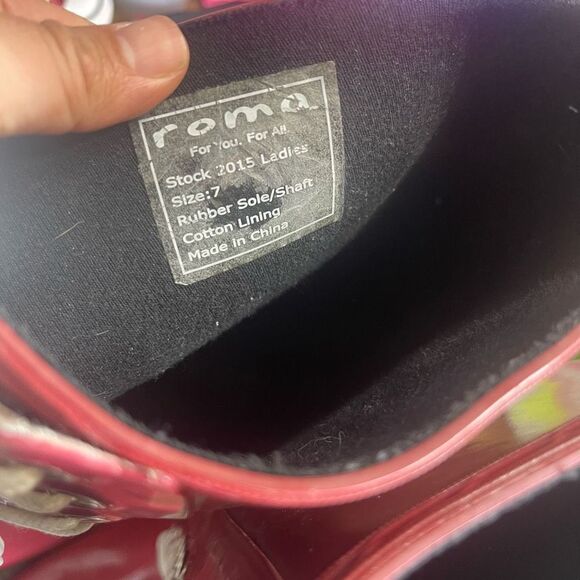 roma
For You. For All.
Stock 2015 Ladies
Size:7
Rubber Sole/Shaft
Cotton Lining
Made in China